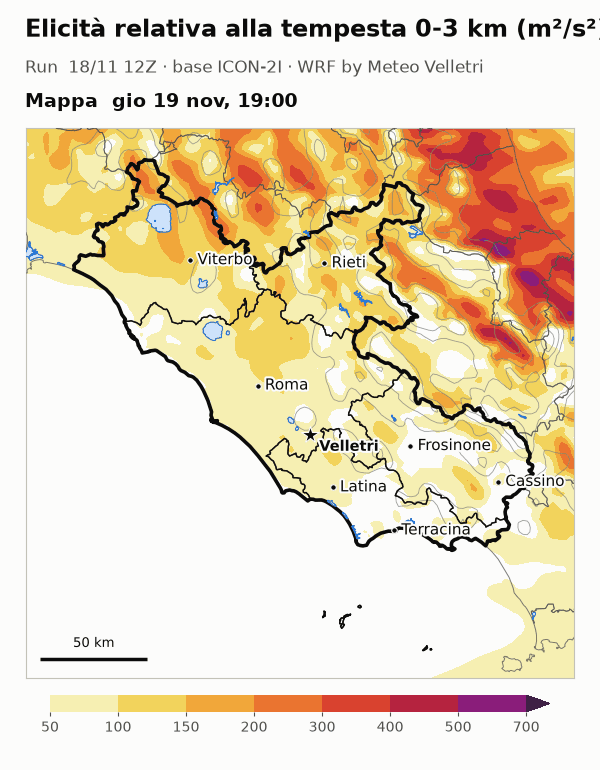 Elicità relativa alla tempesta 0-3 km (m²/s²)
Run 18/11 12Z · base ICON-2I · WRF by Meteo Velletri
Mappa gio 19 nov, 19:00
Viterbo
Rieti
Roma
Velletri
Frosinone
Latina
Cassino
Terracina
50 km
50 100 150 200 300 400 500 700